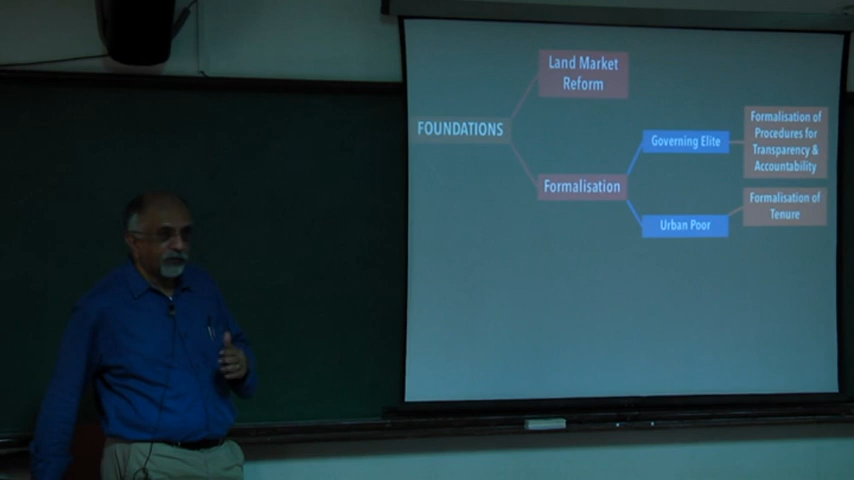 Land Market
Reform
FOUNDATIONS
Formalisation
Governing Elite
Formalisation of
Procedures for
Transparency &
Accountability
Urban Poor
Formalisation of
Tenure